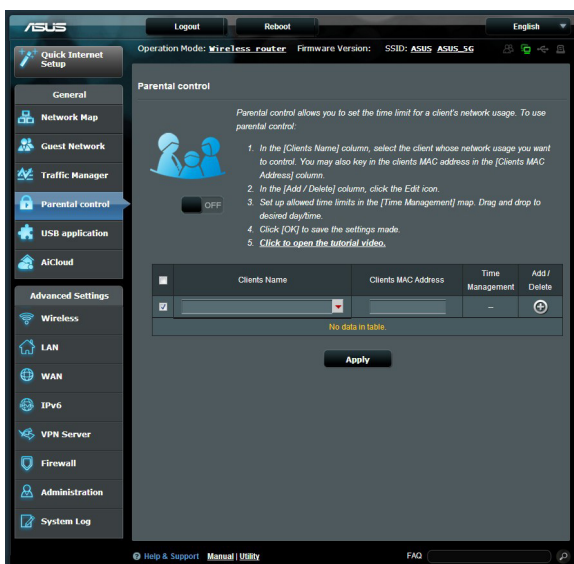 ASUS
Logout
Reboot
English
Quick Internet
Setup
Operation Mode: Wireless router Firmware Version: SSID: ASUS ASUS_5G
General
Network Map
Guest Network
Traffic Manager
Parental control
USB application
AiCloud
Advanced Settings
Wireless
LAN
WAN
IPv6
VPN Server
Firewall
Administration
System Log
Parental control
Parental control allows you to set the time limit for a client's network usage. To use
parental control:
1. In the [Clients Name] column, select the client whose network usage you want
to control. You may also key in the clients MAC address in the [Clients MAC
Address] column.
2. In the [Add / Delete] column, click the Edit icon.
3. Set up allowed time limits in the [Time Management] map. Drag and drop to
desired day/time.
4. Click [OK] to save the settings made.
5. Click to open the tutorial video.
OFF
Clients Name
Clients MAC Address
Time
Management
Add /
Delete
--
No data in table.
Apply
Help & Support Manual | Utility
FAQ